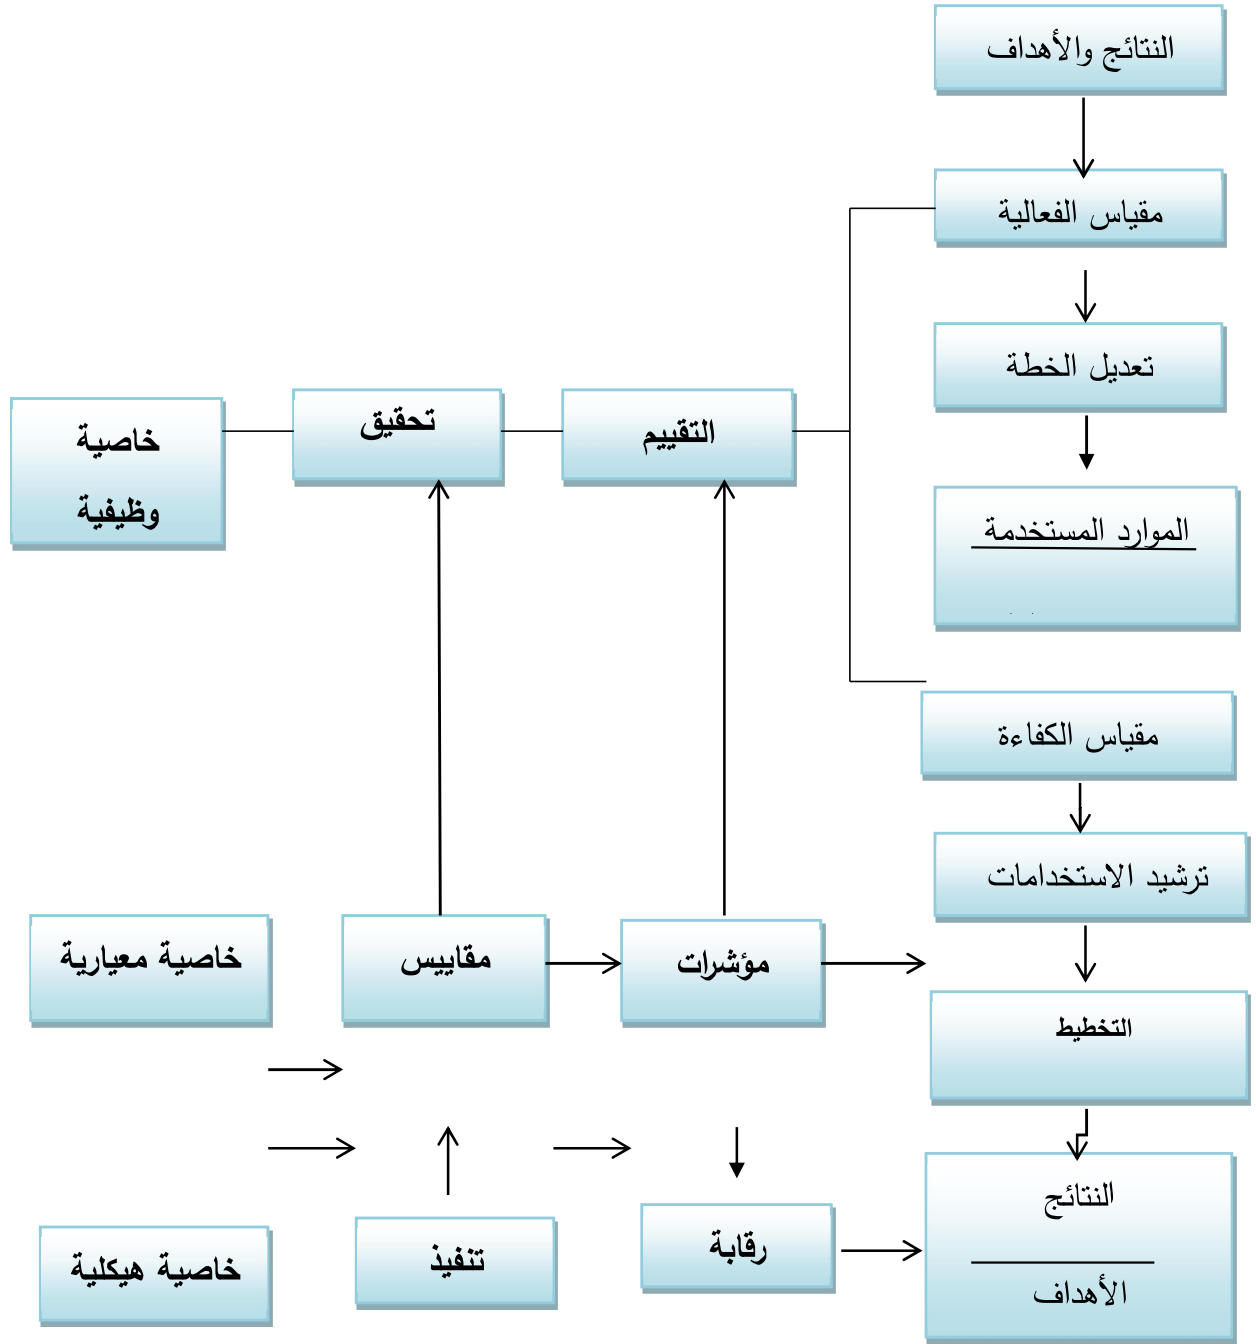 النتائج والأهداف
مقياس الفعالية
تعديل الخطة
التقييم
تحقيق
خاصية
وظيفية
الموارد المستخدمة
مقياس الكفاءة
ترشيد الاستخدامات
مؤشرات
مقاييس
خاصية معيارية
التخطيط
النتائج
الأهداف
رقابة
تنفيذ
خاصية هيكلية